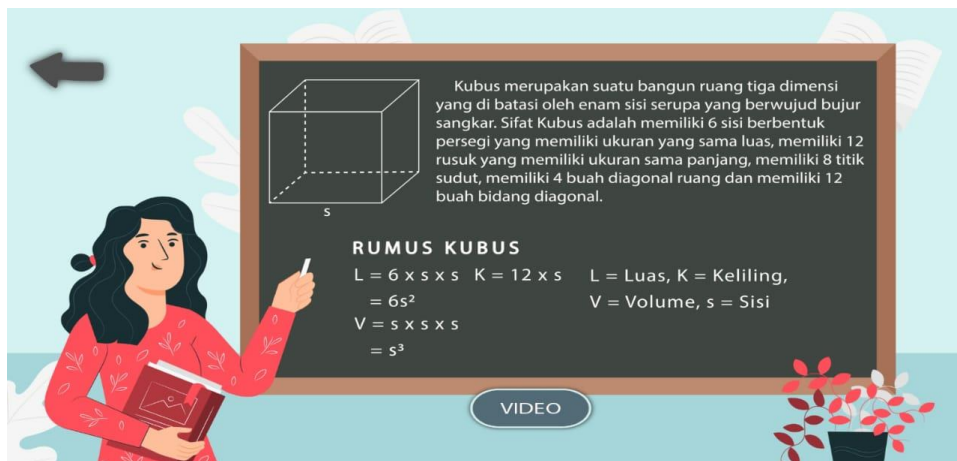 Kubus merupakan suatu bangun ruang tiga dimensi
yang di batasi oleh enam sisi serupa yang berwujud bujur
sangkar. Sifat Kubus adalah memiliki 6 sisi berbentuk
persegi yang memiliki ukuran yang sama luas, memiliki 12
rusuk yang memiliki ukuran sama panjang, memiliki 8 titik
sudut, memiliki 4 buah diagonal ruang dan memiliki 12
buah bidang diagonal.
s
RUMUS KUBUS
L = 6 x s x s K = 12 x s L = Luas, K = Keliling,
= 6s² V = Volume, s = Sisi
V = s x s x s
= s³
VIDEO